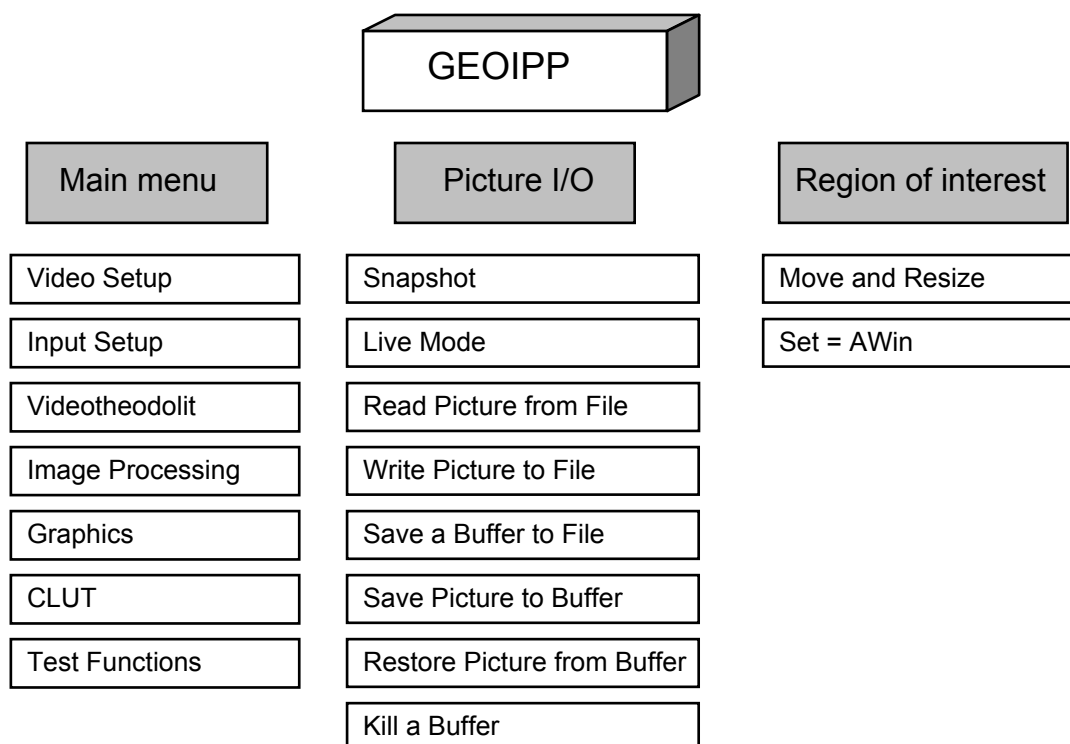 GEOIPP
Main menu
Video Setup
Input Setup
Videotheodolit
Image Processing
Graphics
CLUT
Test Functions
Picture I/O
Snapshot
Live Mode
Read Picture from File
Write Picture to File
Save a Buffer to File
Save Picture to Buffer
Restore Picture from Buffer
Kill a Buffer
Region of interest
Move and Resize
Set = AWin